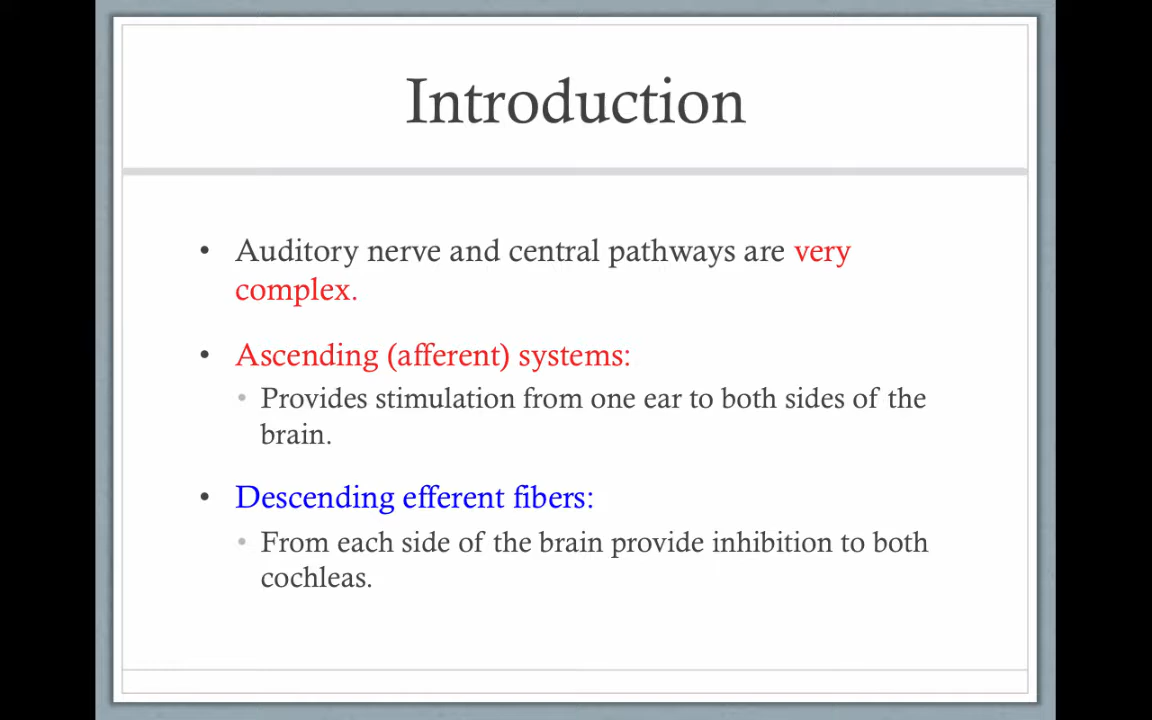 Introduction
• Auditory nerve and central pathways are very
complex.
• Ascending (afferent) systems:
• Provides stimulation from one ear to both sides of the
brain.
• Descending efferent fibers:
• From each side of the brain provide inhibition to both
cochleas.